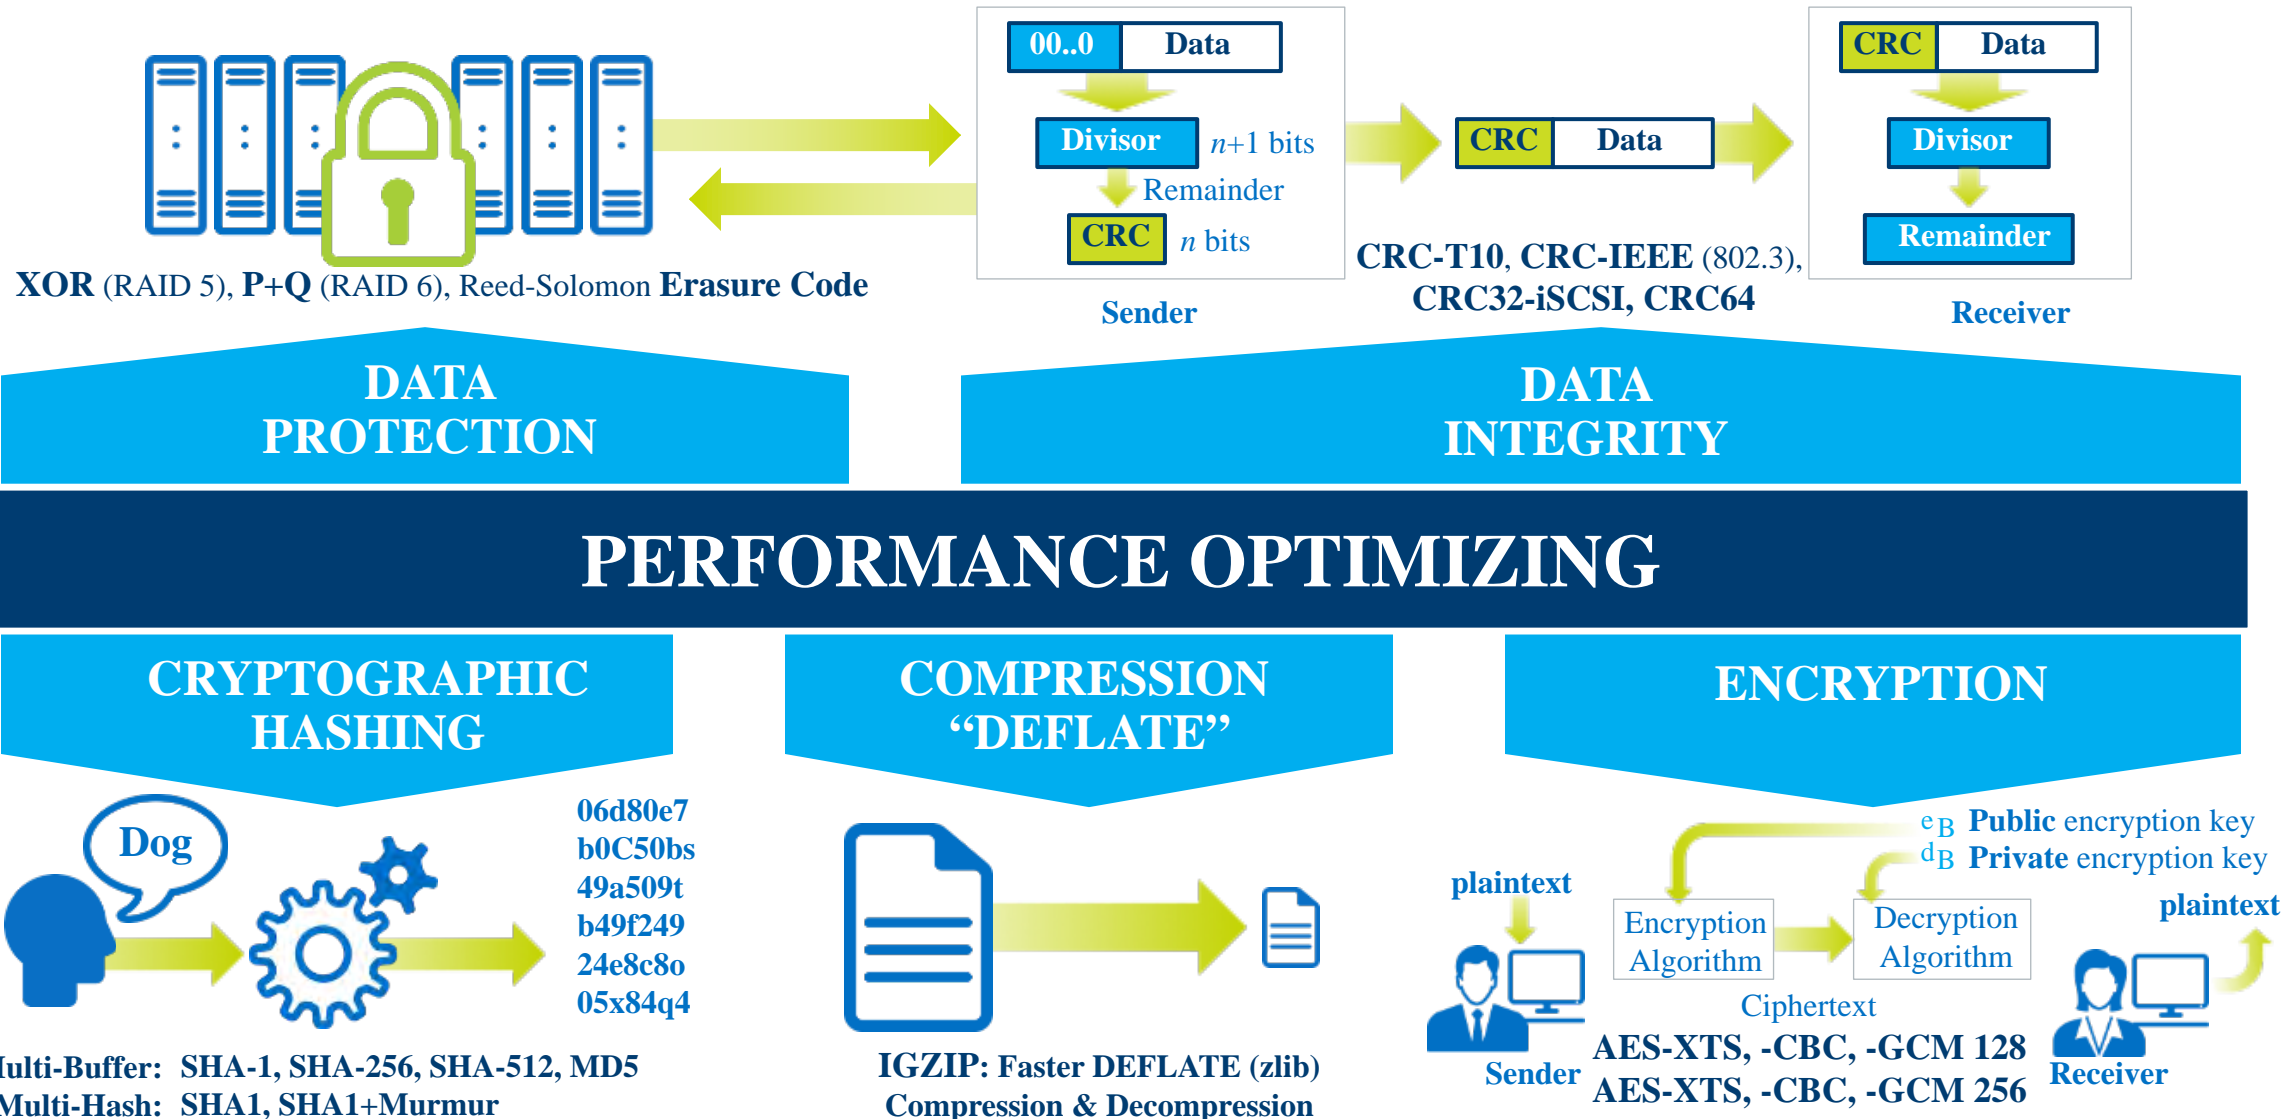 00..0 Data
Divisor n+1 bits
Remainder
CRC n bits
Sender
CRC Data
CRC-T10, CRC-IEEE (802.3),
CRC32-iSCSI, CRC64
CRC Data
Divisor
Remainder
Receiver
XOR (RAID 5), P+Q (RAID 6), Reed-Solomon Erasure Code
DATA
PROTECTION
DATA
INTEGRITY
PERFORMANCE OPTIMIZING
CRYPTOGRAPHIC
HASHING
COMPRESSION
“DEFLATE”
ENCRYPTION
Dog
06d80e7
b0C50bs
49a509t
b49f249
24e8c8o
05x84q4
Multi-Buffer: SHA-1, SHA-256, SHA-512, MD5
Multi-Hash: SHA1, SHA1+Murmur
IGZIP: Faster DEFLATE (zlib)
Compression & Decompression
eB Public encryption key
dB Private encryption key
plaintext
Encryption
Algorithm
Decryption
Algorithm
plaintext
Ciphertext
Sender
AES-XTS, -CBC, -GCM 128
AES-XTS, -CBC, -GCM 256
Receiver